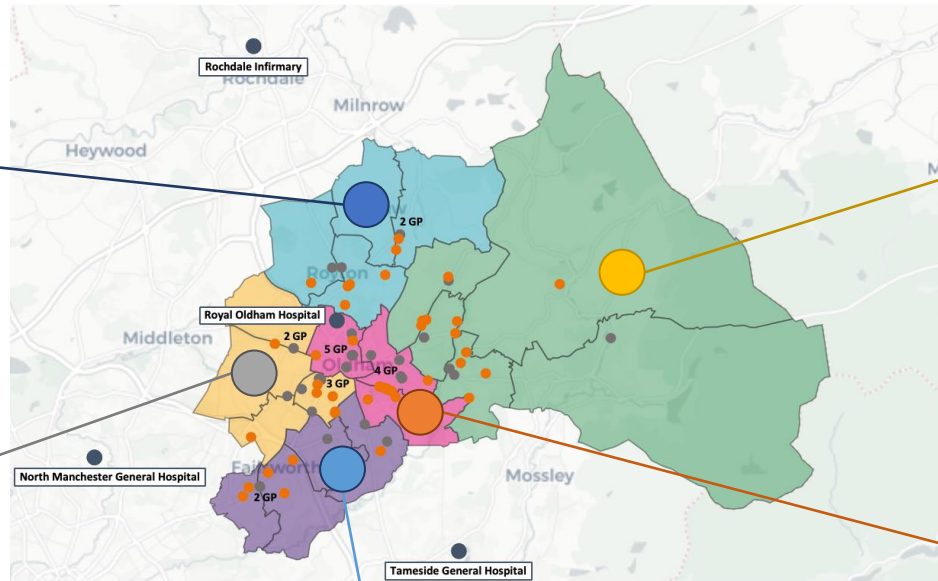 Rochdale Infirmary
Rochdale
Milnrow
Heywood
2 GP
Royton
Royal Oldham Hospital
Middleton
2 GP
5 GP
Oldham
4 GP
3 GP
Failsworth
North Manchester General Hospital
2 GP
Mossley
Tameside General Hospital